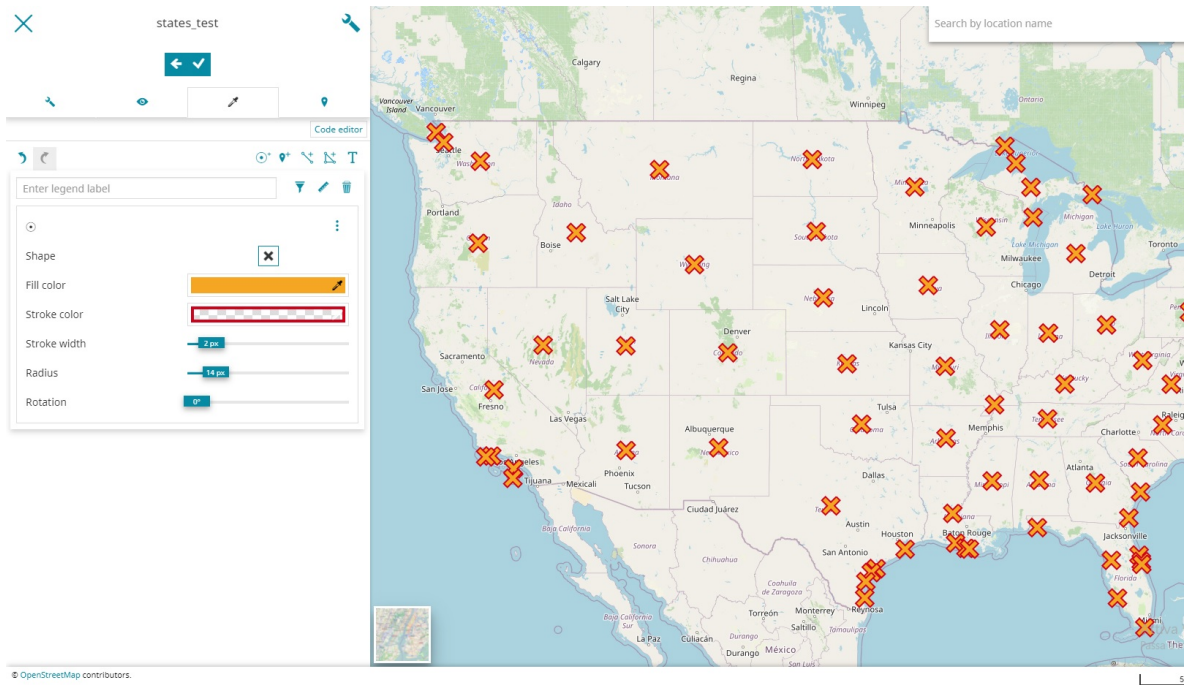 states_test
Code editor
T
Enter legend label
Shape
Fill color
Stroke color
Stroke width
2 px
Radius
14 px
Rotation
0°
© OpenStreetMap contributors.
Search by location name
Calgary
Regina
Winnipeg
Ontario
Vancouver
Island
Vancouver
Portland
Idaho
Boise
Minneapolis
Michigan
Lake Huron
Toronto
Lake Michigan
Milwaukee
Detroit
Chicago
Salt Lake
City
Lincoln
Denver
Kansas City
Sacramento
Nevada
San Jose
Fresno
Las Vegas
Tulsa
Memphis
Albuquerque
Charlotte
Phoenix
Tucson
Tijuana
Mexicali
Dallas
Atlanta
Ciudad Juárez
Austin
Houston
Baton Rouge
Jacksonville
San Antonio
Baja California
Sonora
Chihuahua
Coahuila
de Zaragoza
Florida
Reynosa
Torreón
Monterrey
Baja California
Sur
Saltillo
Tamaulipas
La Paz
Culiacán
Durango
Durango
México
San Luis